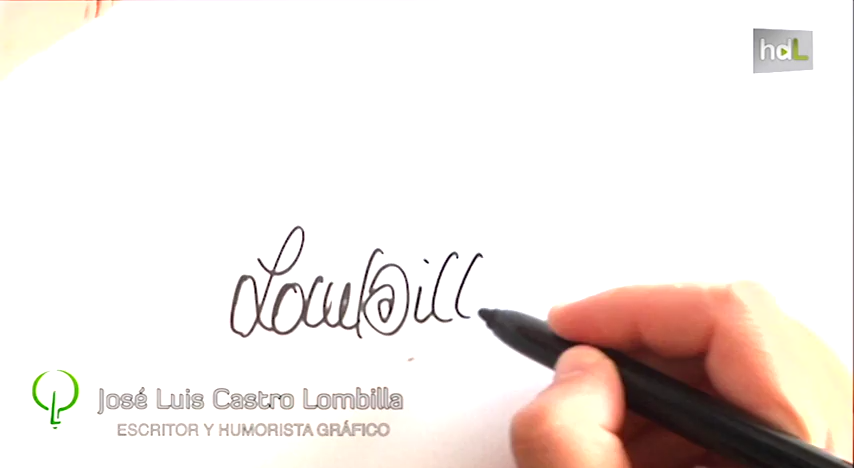 hdL
Lombill
José Luis Castro Lombilla
ESCRITOR Y HUMORISTA GRÁFICO